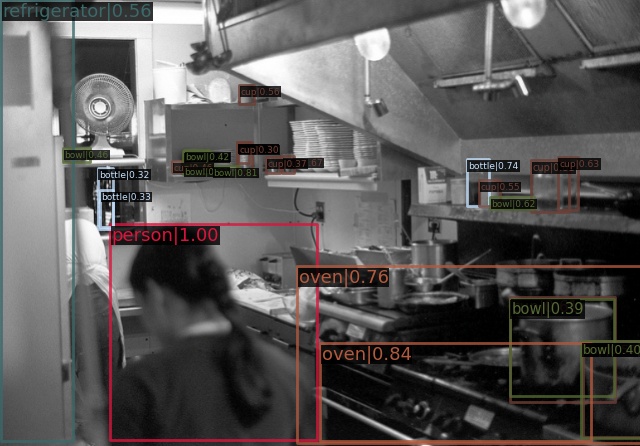 refrigerator|0.56
cup|0.56
bowl|0.46
bowl|0.42
cup|0.30
cup|0.37
.67
bowl|0.81
bottle|0.32
bottle|0.33
bottle|0.74
cup|0.63
cup|0.55
bowl|0.62
person|1.00
oven|0.76
bowl|0.39
oven|0.84
bowl|0.40